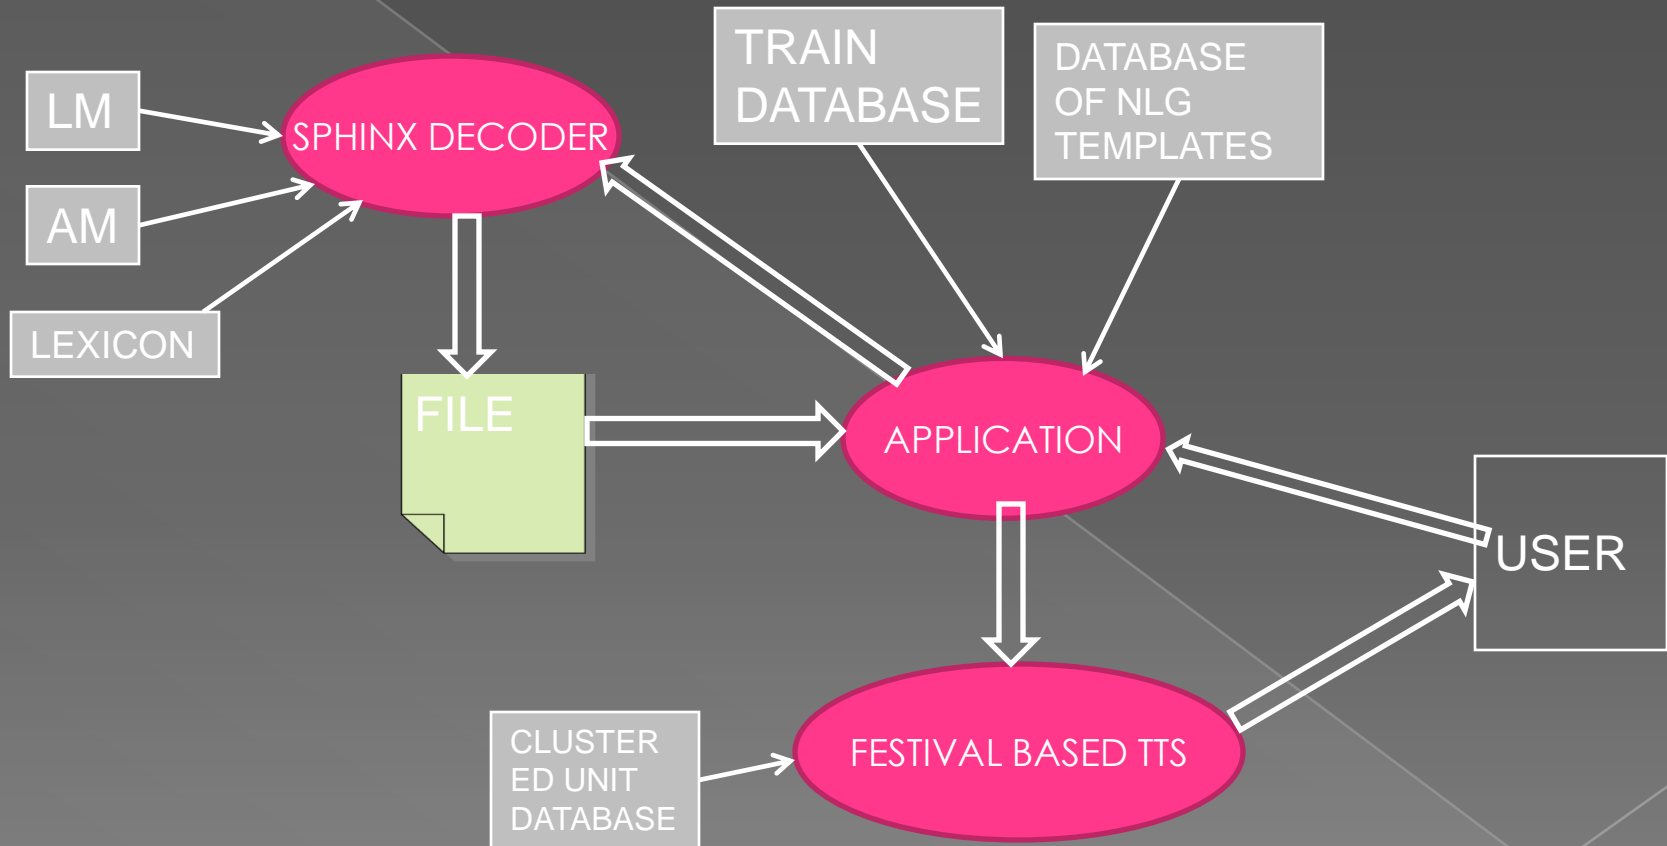 TRAIN
DATABASE
DATABASE
OF NLG
TEMPLATES
LM
SPHINX DECODER
AM
LEXICON
FILE
APPLICATION
USER
CLUSTER
ED UNIT
DATABASE
FESTIVAL BASED TTS